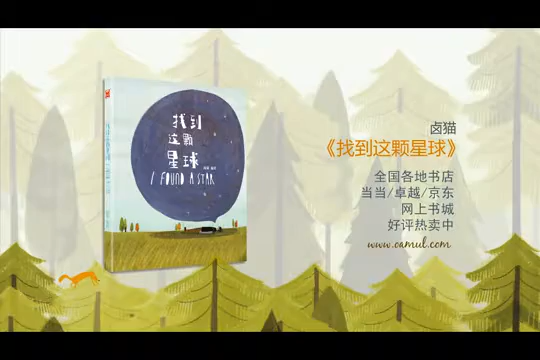 找到
这颗
星球
I FOUND A STAR
卤猫
《找到这颗星球》
全国各地书店
当当/卓越/京东
网上书城
好评热卖中
www.oamul.com